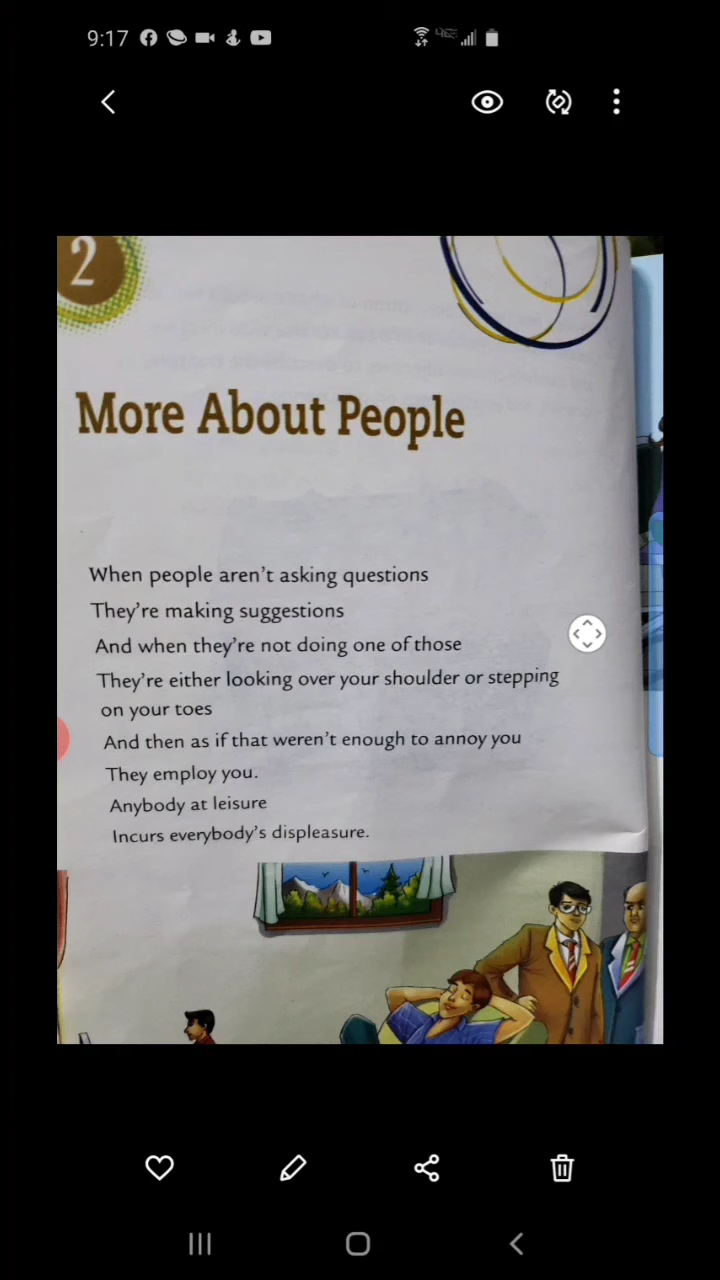 9:17
2
More About People
When people aren't asking questions
They're making suggestions
And when they're not doing one of those
They're either looking over your shoulder or stepping
on your toes
And then as if that weren't enough to annoy you
They employ you.
Anybody at leisure
Incurs everybody's displeasure.